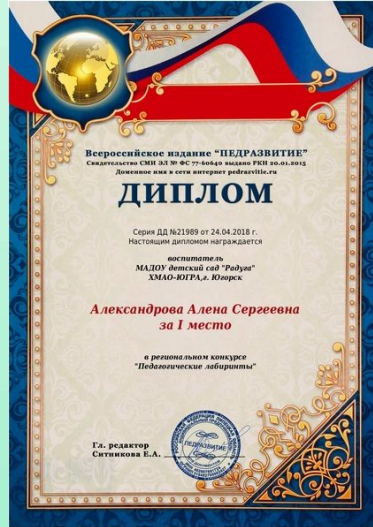 Всероссийское издание "ПЕДРАЗВИТИЕ"
Свидетельство СМИ ЭЛ № ФС 77-60640 выдано РКН 20.01.2015
Доменное имя в сети интернет pedrazvitie.ru
ДИПЛОМ
Серия ДД №21989 от 24.04.2018 г.
Настоящим дипломом награждается
воспитатель
МАДОУ детский сад "Радуга"
ХМАО-ЮГРА,г. Югорск
Александрова Алена Сергеевна
за I место
в региональном конкурсе
"Педагогические лабиринты"
Гл. редактор
Ситникова Е.А.
ПЕДРАЗВИТИЕ